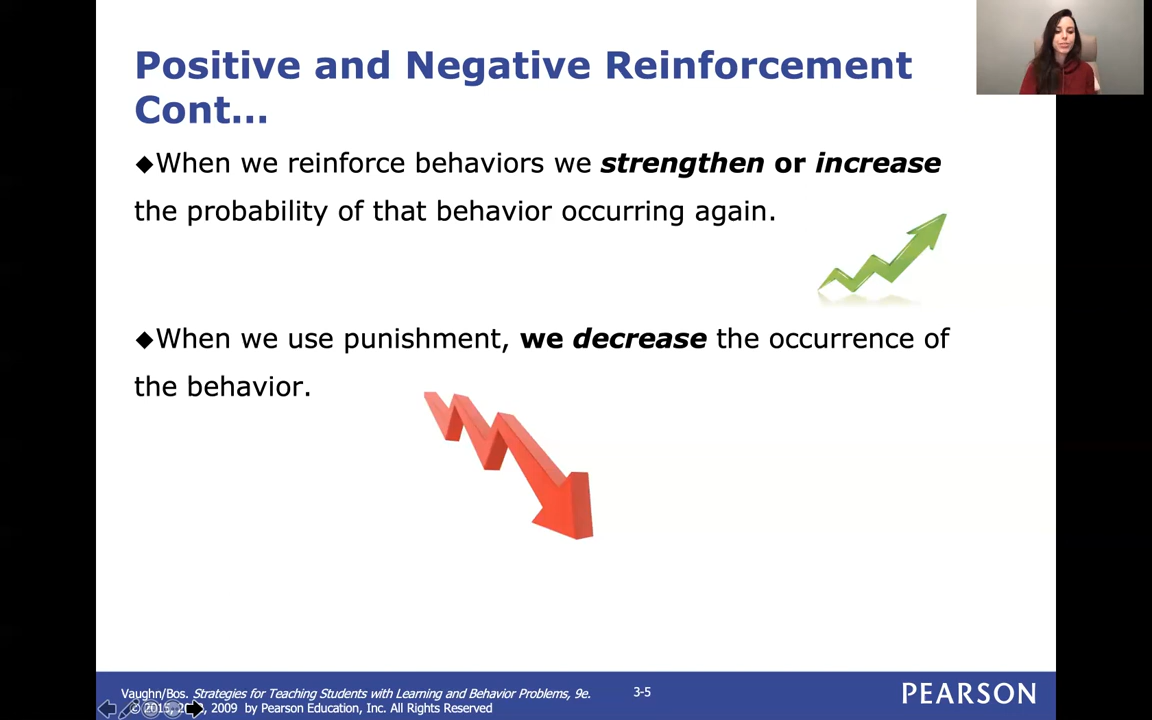 Positive and Negative Reinforcement
Cont...
◆When we reinforce behaviors we strengthen or increase
the probability of that behavior occurring again.
◆When we use punishment, we decrease the occurrence of
the behavior.
Vaughn/Bos. Strategies for Teaching Students with Learning and Behavior Problems, 9e.
© 2015, 2009 by Pearson Education, Inc. All Rights Reserved
3-5
PEARSON